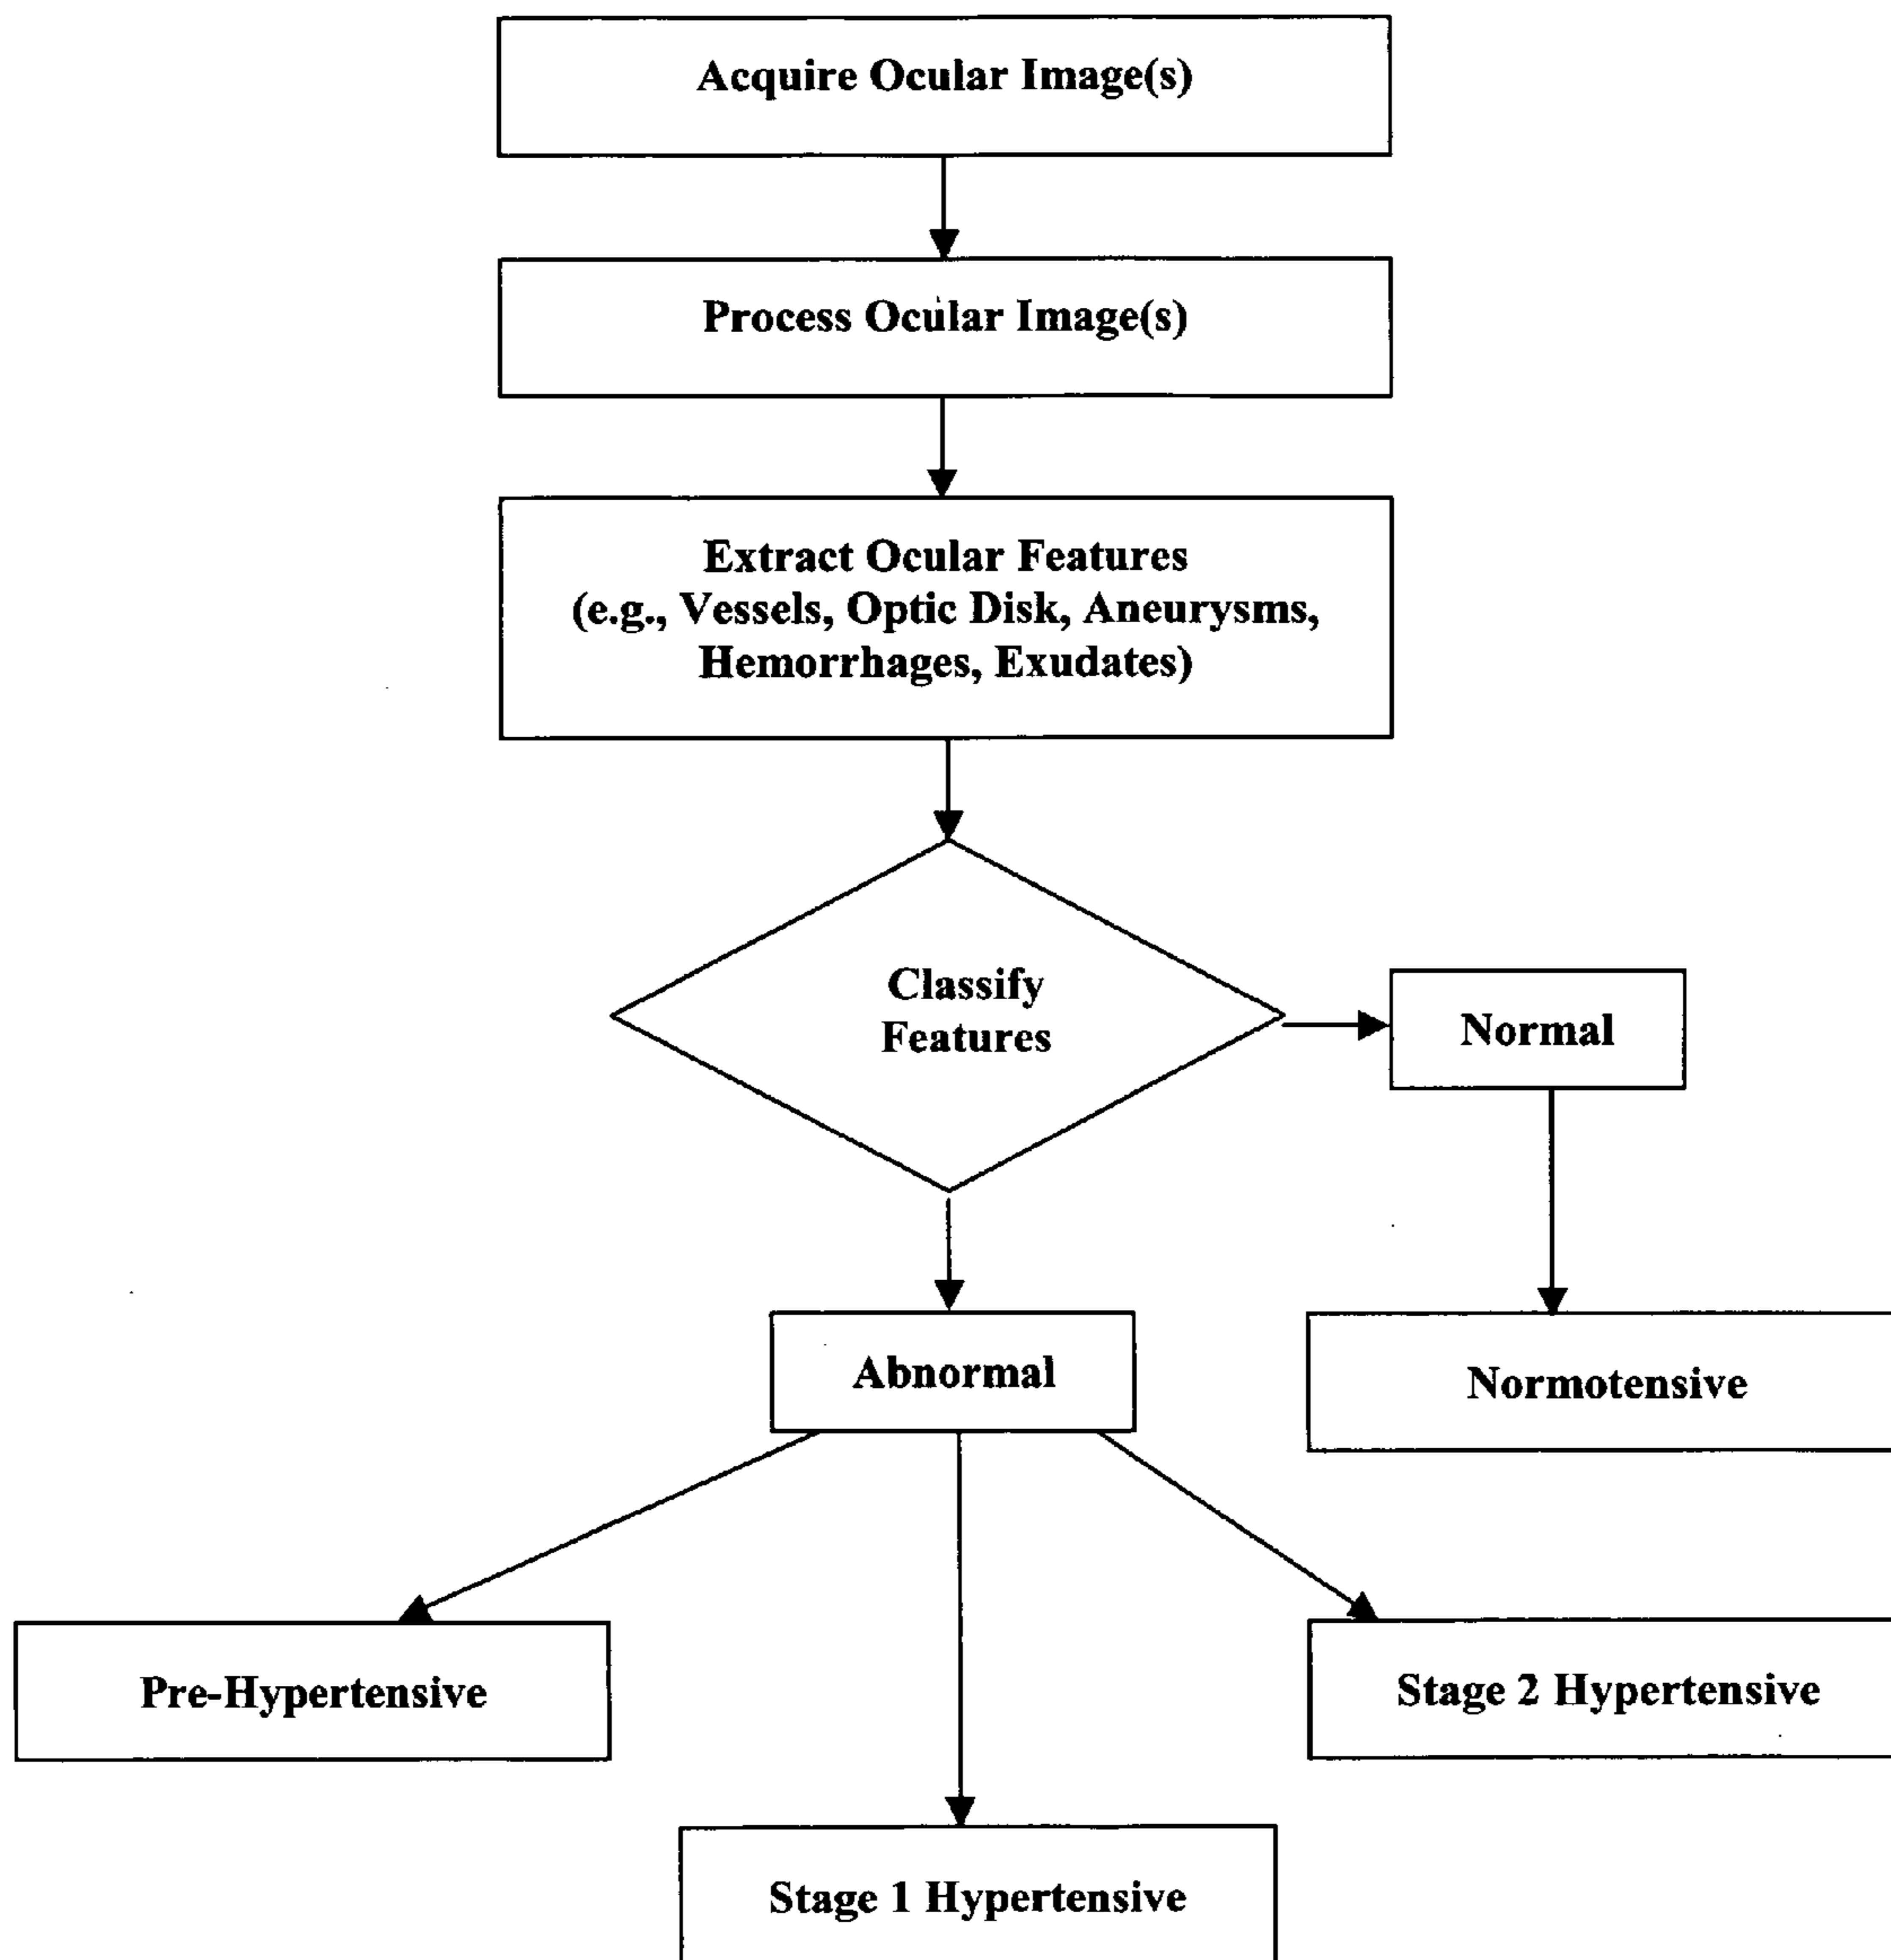 Acquire Ocular Image(s)
Process Ocular Image(s)
Extract Ocular Features
(e.g., Vessels, Optic Disk, Aneurysms,
Hemorrhages, Exudates)
Classify
Features
Normal
Abnormal
Normotensive
Pre-Hypertensive
Stage 2 Hypertensive
Stage 1 Hypertensive